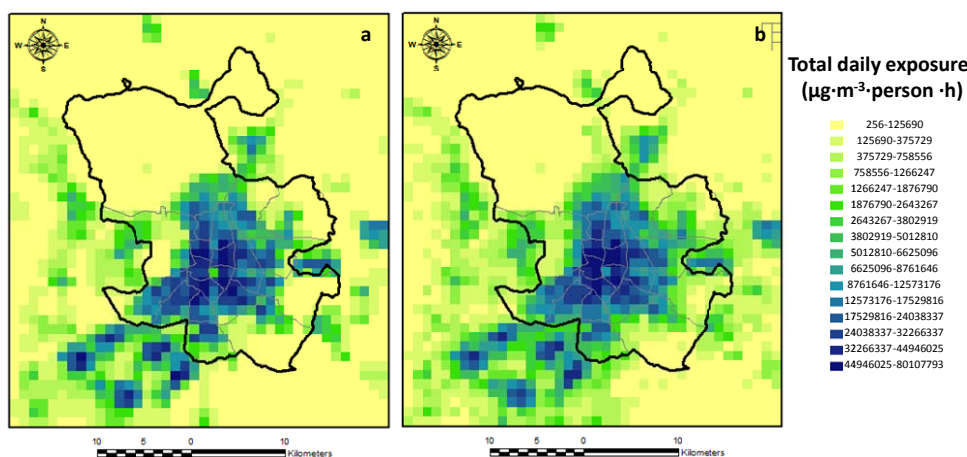 N
W E
S
a
10 5 0 10
Kilometers
N
W E
S
b
10 5 0 10
Kilometers
Total daily exposure
(µg·m-3·person ·h)
256-125690
125690-375729
375729-758556
758556-1266247
1266247-1876790
1876790-2643267
2643267-3802919
3802919-5012810
5012810-6625096
6625096-8761646
8761646-12573176
12573176-17529816
17529816-24038337
24038337-32266337
32266337-44946025
44946025-80107793